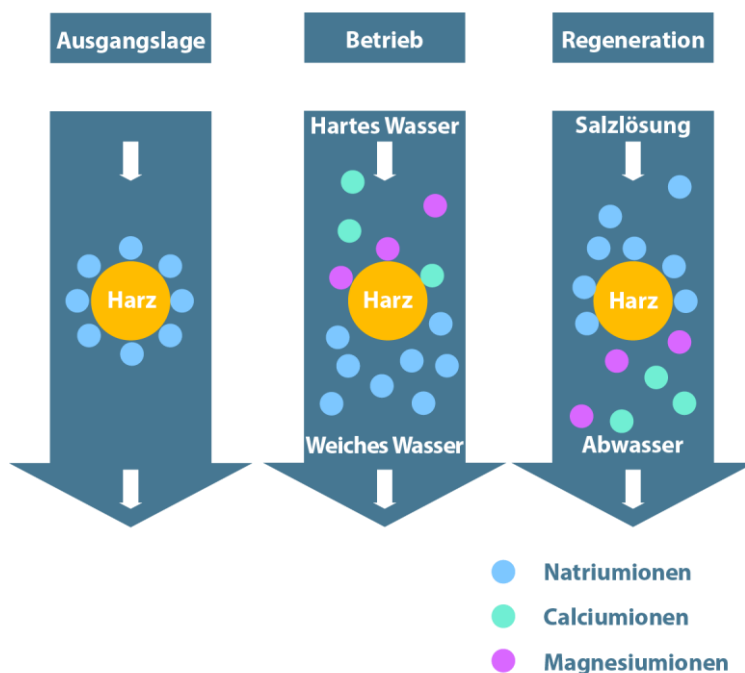 Ausgangslage
Betrieb
Regeneration
Hartes Wasser
Salzlösung
Harz
Harz
Harz
Weiches Wasser
Abwasser
Natriumionen
Calciumionen
Magnesiumionen